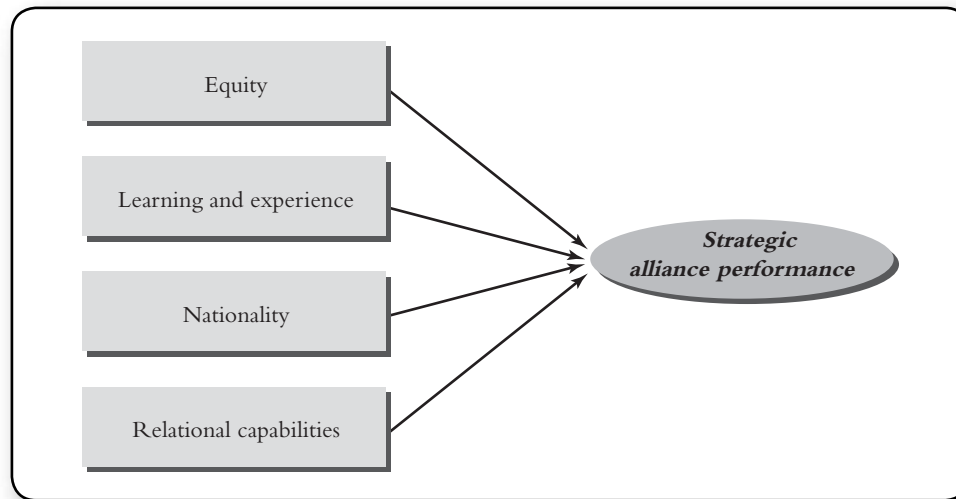 Equity
Learning and experience
Nationality
Relational capabilities
Strategic
alliance performance